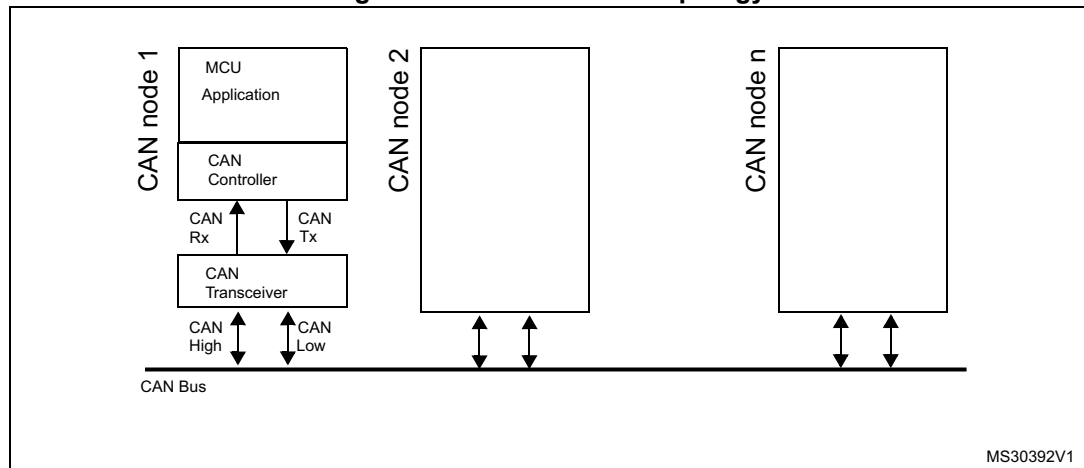 CAN node 1
MCU
Application
CAN
Controller
CAN
Rx
CAN
Tx
CAN
Transceiver
CAN
High
CAN
Low
CAN node 2
CAN node n
CAN Bus
MS30392V1